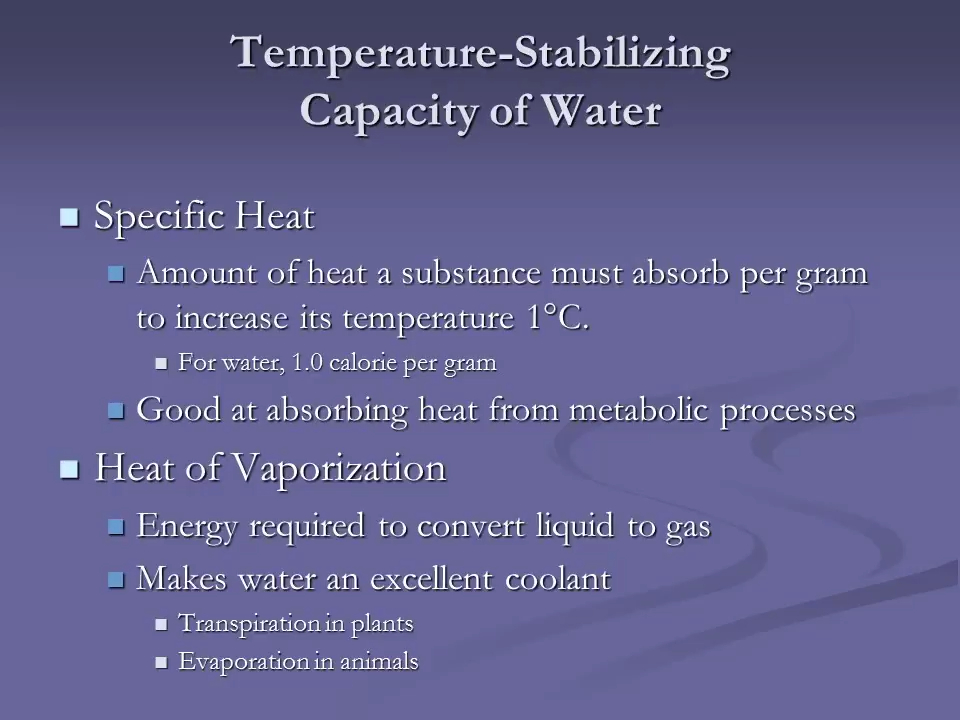 Temperature-Stabilizing
Capacity of Water
Specific Heat
Amount of heat a substance must absorb per gram
to increase its temperature 1°C.
For water, 1.0 calorie per gram
Good at absorbing heat from metabolic processes
Heat of Vaporization
Energy required to convert liquid to gas
Makes water an excellent coolant
Transpiration in plants
Evaporation in animals